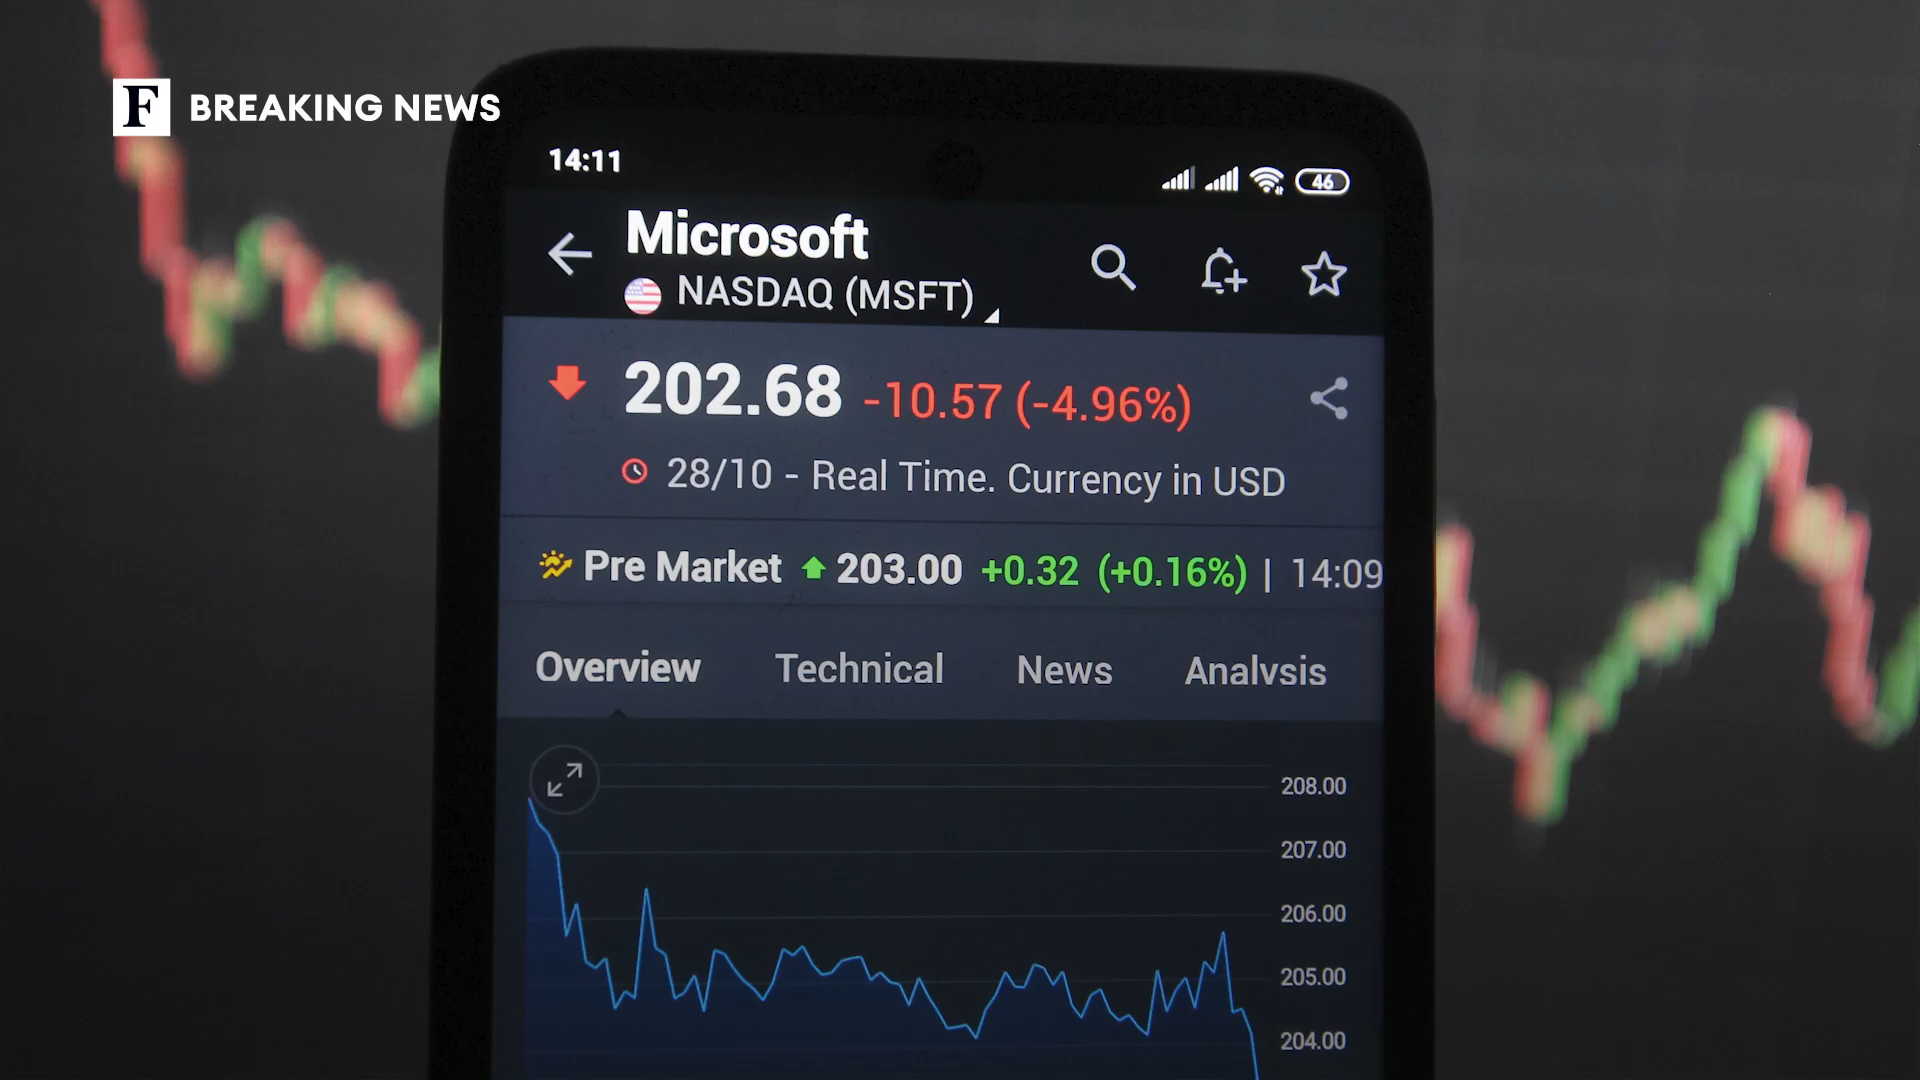 F BREAKING NEWS
14:11
46
Microsoft
NASDAQ (MSFT)
202.68 -10.57 (-4.96%)
28/10 - Real Time. Currency in USD
Pre Market 203.00 +0.32 (+0.16%) | 14:09
Overview Technical News Analysis
208.00
207.00
206.00
205.00
204.00